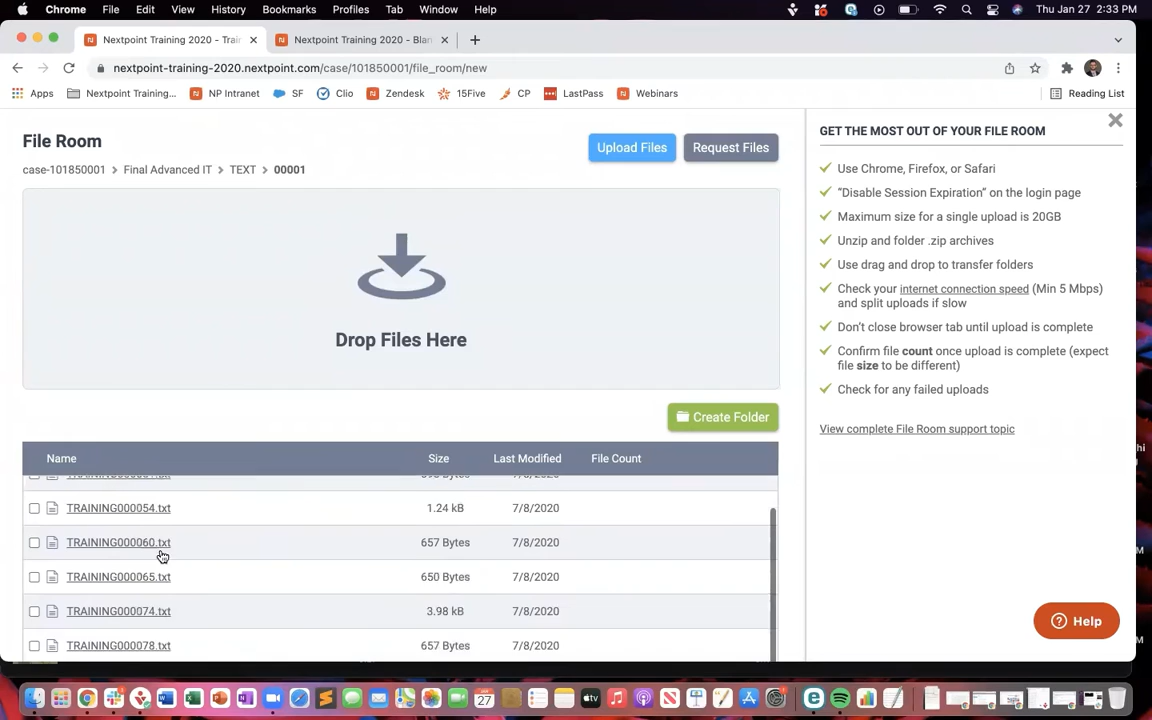 Chrome File Edit View History Bookmarks Profiles Tab Window Help Thu Jan 27 2:33 PM
Nextpoint Training 2020 - Trai Nextpoint Training 2020 - Blan
nextpoint-training-2020.nextpoint.com/case/101850001/file_room/new
Apps Nextpoint Training... NP Intranet SF Clio Zendesk 15Five CP LastPass Webinars Reading List
File Room
Upload Files Request Files
case-101850001 > Final Advanced IT > TEXT > 00001
Drop Files Here
Create Folder
Name Size Last Modified File Count
TRAINING000054.txt 1.24 kB 7/8/2020
TRAINING000060.txt 657 Bytes 7/8/2020
TRAINING000065.txt 650 Bytes 7/8/2020
TRAINING000074.txt 3.98 kB 7/8/2020
TRAINING000078.txt 657 Bytes 7/8/2020
GET THE MOST OUT OF YOUR FILE ROOM
Use Chrome, Firefox, or Safari
"Disable Session Expiration" on the login page
Maximum size for a single upload is 20GB
Unzip and folder .zip archives
Use drag and drop to transfer folders
Check your internet connection speed (Min 5 Mbps)
and split uploads if slow
Don't close browser tab until upload is complete
Confirm file count once upload is complete (expect
file size to be different)
Check for any failed uploads
View complete File Room support topic
Help